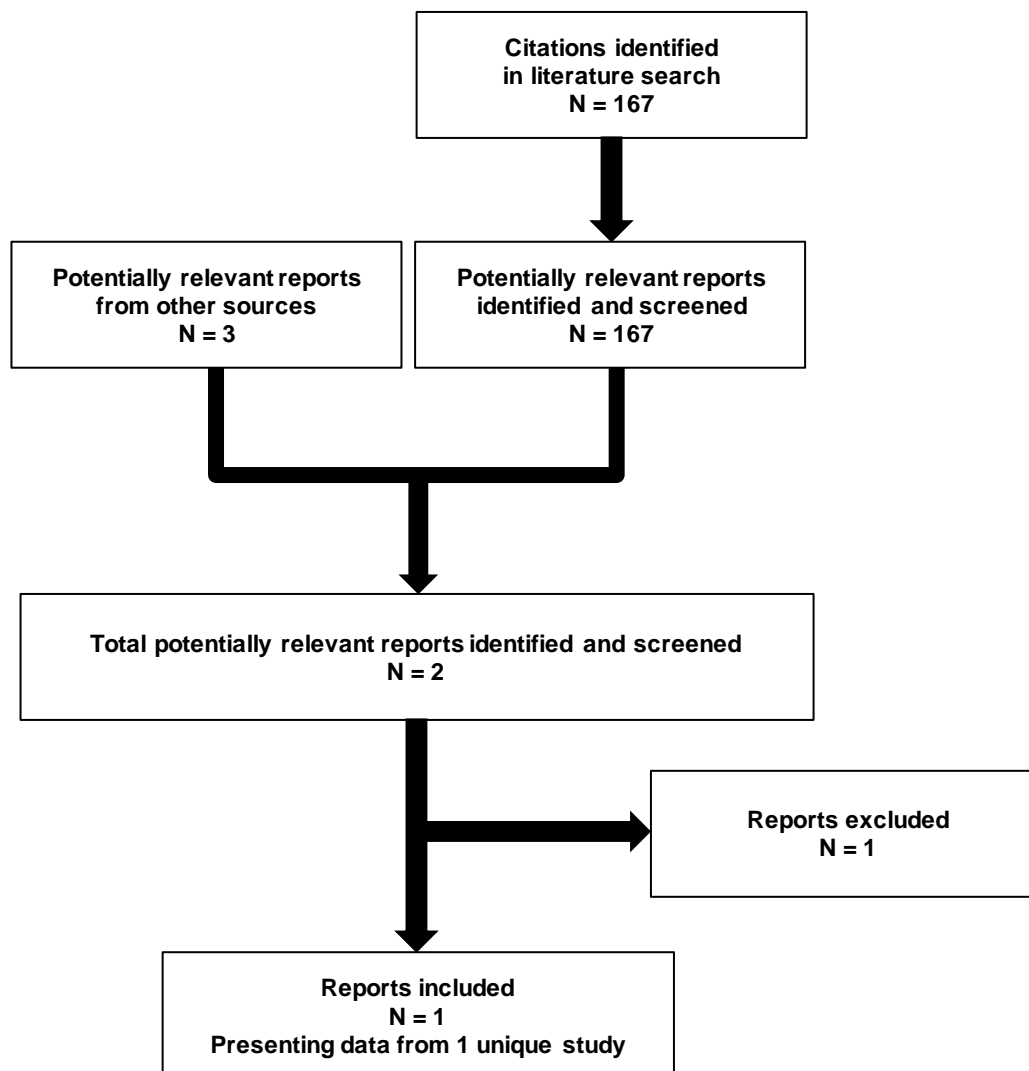 Citations identified
in literature search
N = 167
Potentially relevant reports
from other sources
N = 3
Potentially relevant reports
identified and screened
N = 167
Total potentially relevant reports identified and screened
N = 2
Reports excluded
N = 1
Reports included
N = 1
Presenting data from 1 unique study